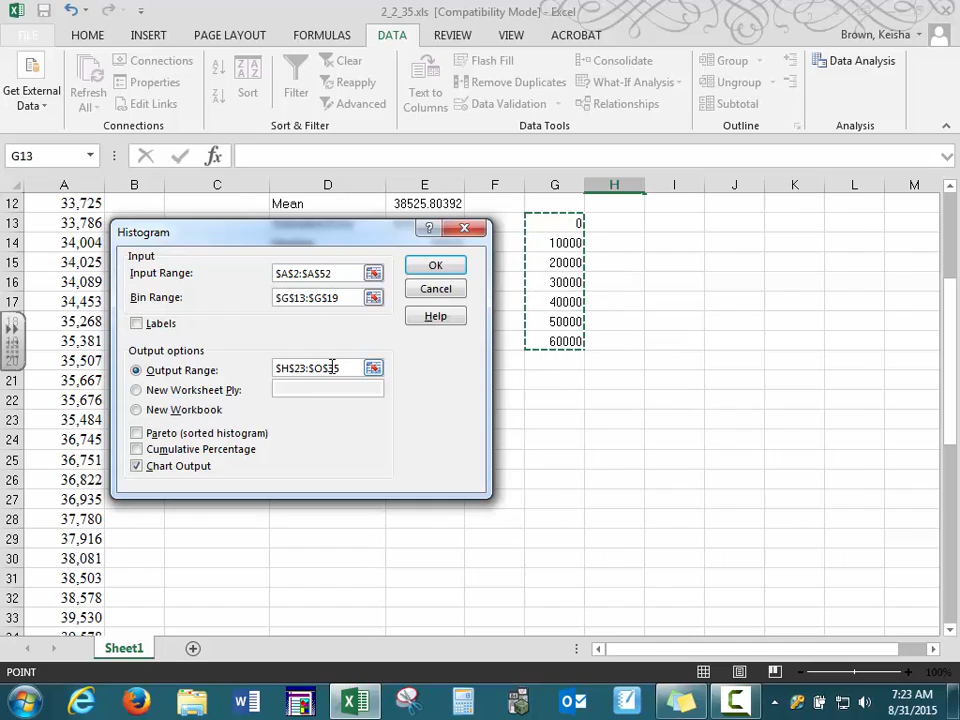 2_2_35.xls [Compatibility Mode] - Excel
FILE HOME INSERT PAGE LAYOUT FORMULAS DATA REVIEW VIEW ACROBAT Brown, Keisha
Get External Data
Refresh All
Connections
Properties
Edit Links
Connections
Sort
Filter
Clear
Reapply
Advanced
Sort & Filter
Text to Columns
Flash Fill
Remove Duplicates
Data Validation
Consolidate
What-If Analysis
Relationships
Data Tools
Group
Ungroup
Subtotal
Outline
Data Analysis
Analysis
G13
fx
A B C D E F G H I J K L M
12 33,725 Mean 38525.80392
13 33,786 0
14 34,004 10000
15 34,025 20000
16 34,089 30000
17 34,453 40000
35,268 50000
35,381 60000
20 35,507
21 35,676
22 35,484
23 36,420
24 36,745
25 36,751
26 36,822
27 36,935
28 37,780
29 37,916
30 38,081
31 38,503
32 38,578
33 39,530
Histogram
?
Input
Input Range: $A$2:$A$52
Bin Range: $G$13:$G$19
Labels
OK
Cancel
Help
Output options
Output Range: $H$23:$O$35
New Worksheet Ply:
New Workbook
Pareto (sorted histogram)
Cumulative Percentage
Chart Output
Sheet1
POINT
100%
7:23 AM
8/31/2015